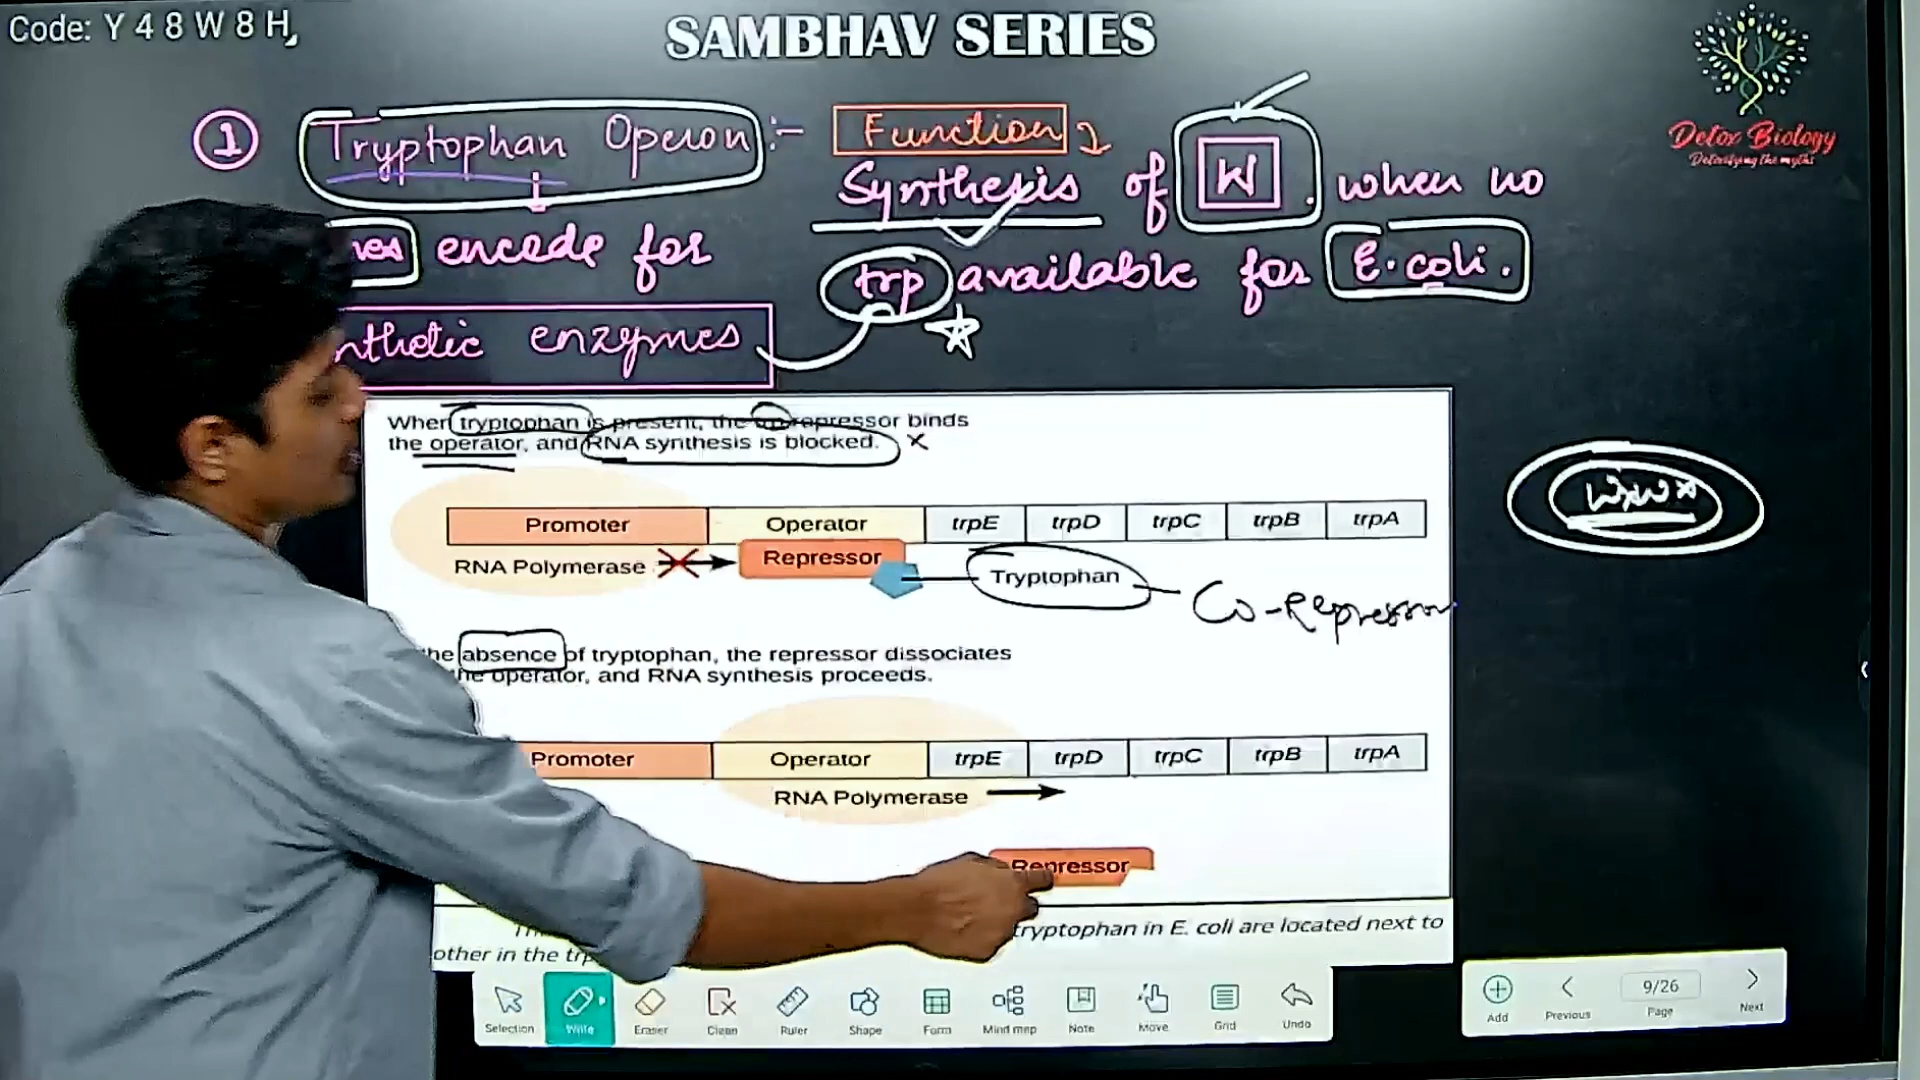 Code: Y 4 8 W 8 H
SAMBHAV SERIES
Detox Biology
Detoxifying the myths
1 Tryptophan Operon :- Function
Synthesis of W. when no
encode for
trp available for E.coli.
enzymes
When tryptophan is present, the trp repressor binds
the operator, and RNA synthesis is blocked. x
Promoter Operator trpE trpD trpC trpB trpA
RNA Polymerase Repressor
Tryptophan
Co-Repressor
absence of tryptophan, the repressor dissociates
operator, and RNA synthesis proceeds.
Promoter Operator trpE trpD trpC trpB trpA
RNA Polymerase
Repressor
tryptophan in E. coli are located next to
other in the
Selection Write Eraser Clean Ruler Shape Form Mind map Note Move Grid Undo
Add Previous 9/26 Page Next